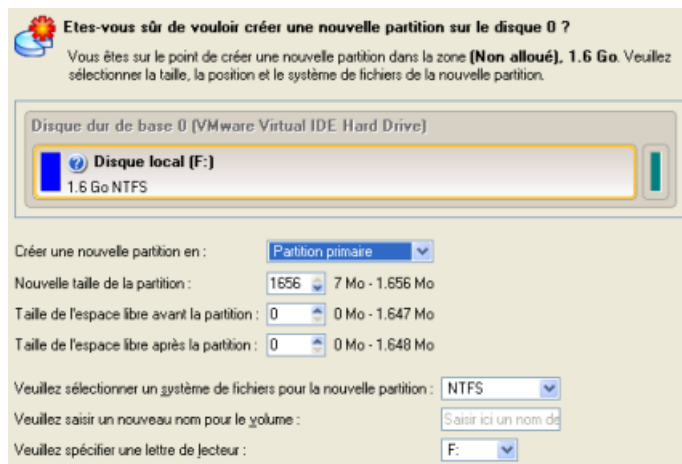 Etes-vous sûr de vouloir créer une nouvelle partition sur le disque 0 ?
Vous êtes sur le point de créer une nouvelle partition dans la zone (Non alloué), 1.6 Go. Veuillez
sélectionner la taille, la position et le système de fichiers de la nouvelle partition.
Disque dur de base 0 (VMware Virtual IDE Hard Drive)
Disque local (F:)
1.6 Go NTFS
Créer une nouvelle partition en : Partition primaire
Nouvelle taille de la partition : 1656 7 Mo - 1.656 Mo
Taille de l'espace libre avant la partition : 0 0 Mo - 1.647 Mo
Taille de l'espace libre après la partition : 0 0 Mo - 1.648 Mo
Veuillez sélectionner un système de fichiers pour la nouvelle partition : NTFS
Veuillez saisir un nouveau nom pour le volume : Saisir ici un nom de
Veuillez spécifier une lettre de lecteur : F: